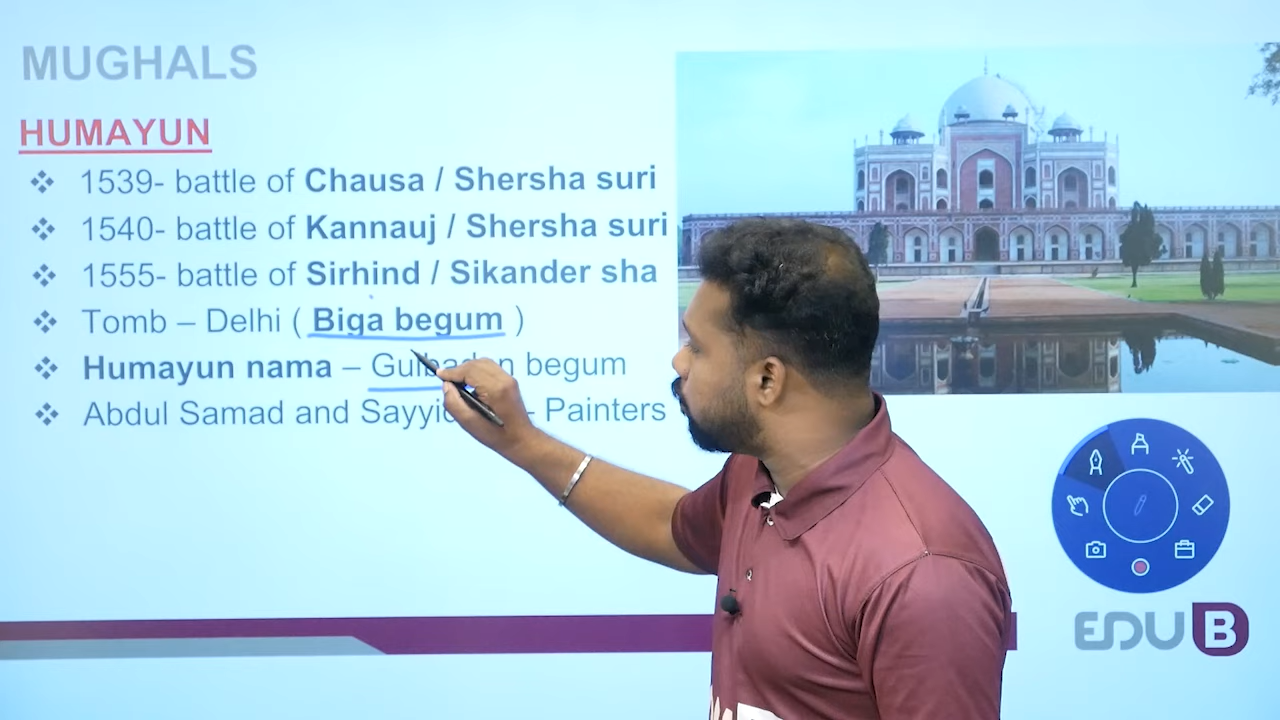 MUGHALS
HUMAYUN
1539- battle of Chausa / Shersha suri
1540- battle of Kannauj / Shersha suri
1555- battle of Sirhind / Sikander sha
Tomb – Delhi ( Biga begum )
Humayun nama – begum
Abdul Samad and – Painters
EDU B